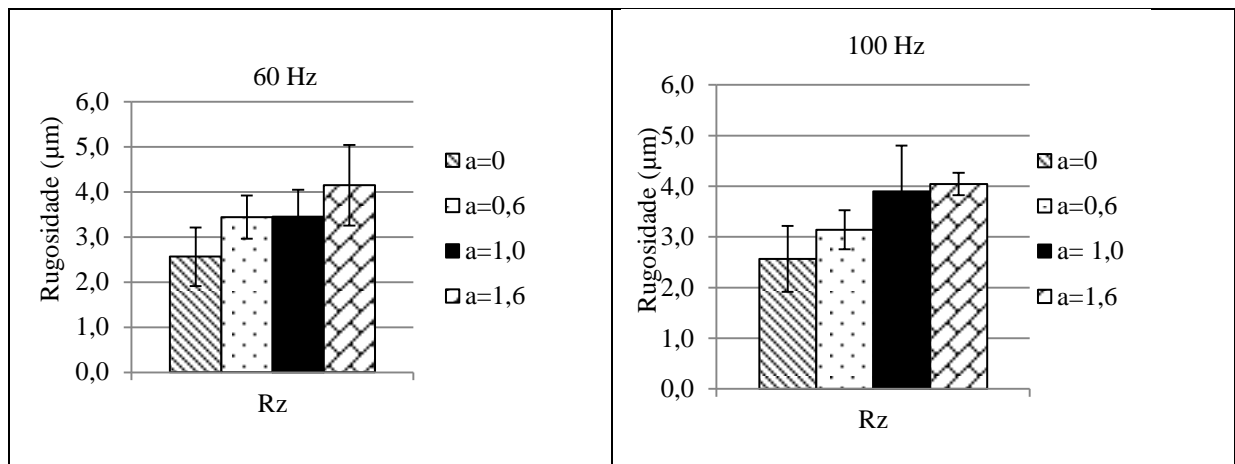 60 Hz
Rugosidade (µm)
6,0
5,0
4,0
3,0
2,0
1,0
0,0
Rz
a=0
a=0,6
a=1,0
a=1,6
100 Hz
Rugosidade (µm)
6,0
5,0
4,0
3,0
2,0
1,0
0,0
Rz
a=0
a=0,6
a= 1,0
a=1,6